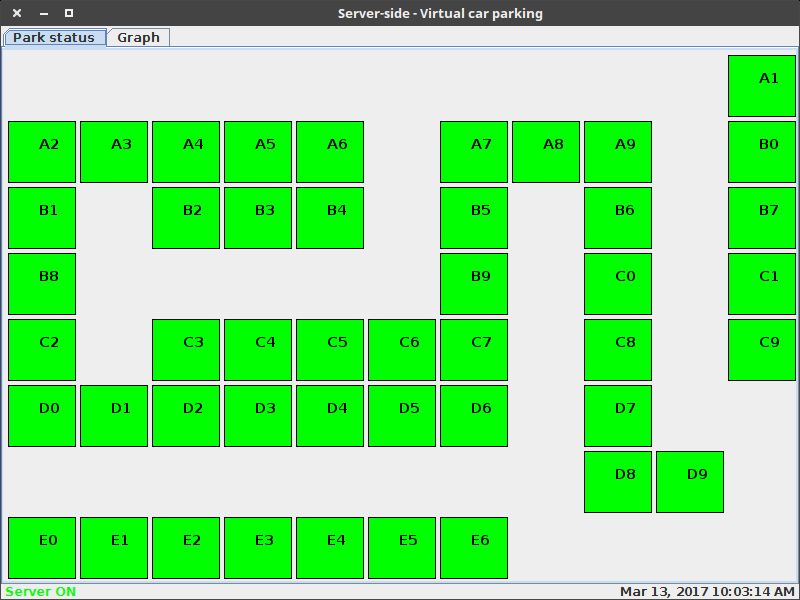 Server-side - Virtual car parking
Park status Graph
A1
A2 A3 A4 A5 A6 A7 A8 A9 B0
B1 B2 B3 B4 B5 B6 B7
B8 B9 C0 C1
C2 C3 C4 C5 C6 C7 C8 C9
D0 D1 D2 D3 D4 D5 D6 D7
D8 D9
E0 E1 E2 E3 E4 E5 E6
Server ON Mar 13, 2017 10:03:14 AM